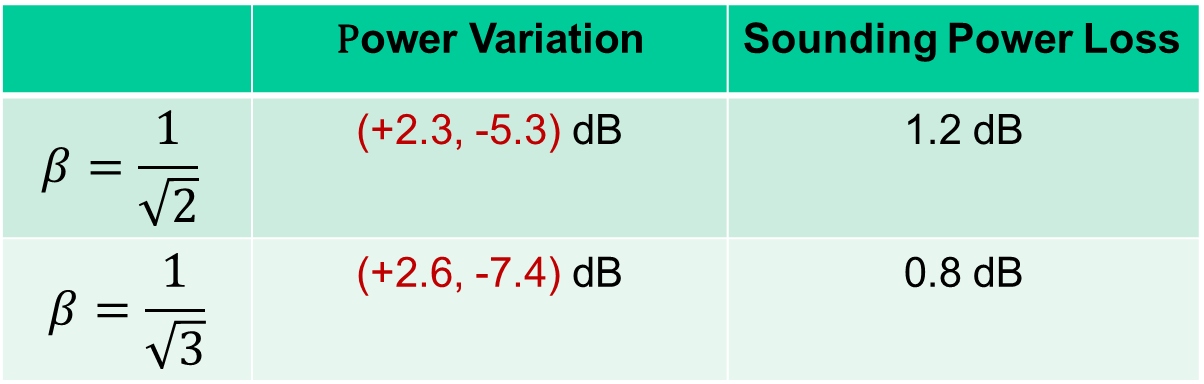 Power Variation
Sounding Power Loss
β = 1/√2
(+2.3, -5.3) dB
1.2 dB
β = 1/√3
(+2.6, -7.4) dB
0.8 dB